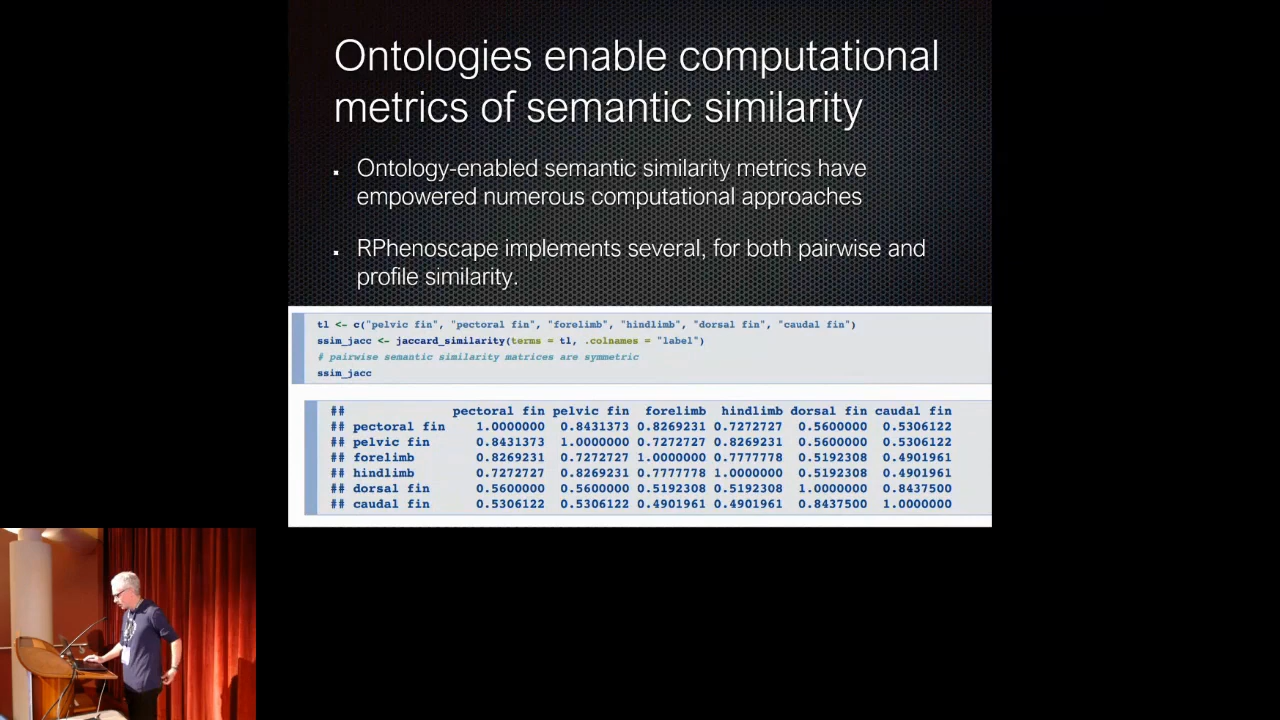 Ontologies enable computational
metrics of semantic similarity
▪ Ontology-enabled semantic similarity metrics have
empowered numerous computational approaches
▪ RPhenoscape implements several, for both pairwise and
profile similarity.
tl <- c("pelvic fin", "pectoral fin", "forelimb", "hindlimb", "dorsal fin", "caudal fin")
ssim_jacc <- jaccard_similarity(terms = tl, .colnames = "label")
# pairwise semantic similarity matrices are symmetric
ssim_jacc
## pectoral fin pelvic fin forelimb hindlimb dorsal fin caudal fin
## pectoral fin 1.0000000 0.8431373 0.8269231 0.7272727 0.5600000 0.5306122
## pelvic fin 0.8431373 1.0000000 0.7272727 0.8269231 0.5600000 0.5306122
## forelimb 0.8269231 0.7272727 1.0000000 0.7777778 0.5192308 0.4901961
## hindlimb 0.7272727 0.8269231 0.7777778 1.0000000 0.5192308 0.4901961
## dorsal fin 0.5600000 0.5600000 0.5192308 0.5192308 1.0000000 0.8437500
## caudal fin 0.5306122 0.5306122 0.4901961 0.4901961 0.8437500 1.0000000